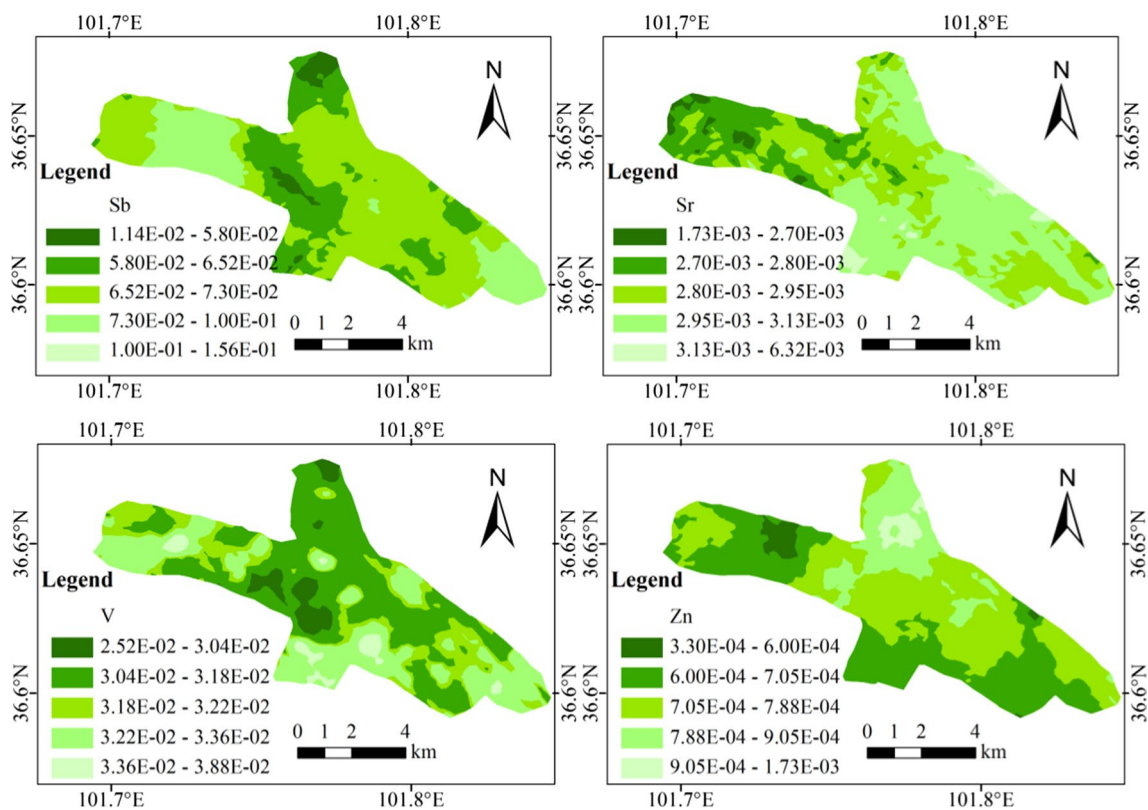 101.7°E 101.8°E
36.65°N
36.6°N
N
Legend
Sb
1.14E-02 - 5.80E-02
5.80E-02 - 6.52E-02
6.52E-02 - 7.30E-02
7.30E-02 - 1.00E-01
1.00E-01 - 1.56E-01
0 1 2 4
km
101.7°E 101.8°E
36.65°N
36.6°N
101.7°E 101.8°E
36.65°N
36.6°N
N
Legend
Sr
1.73E-03 - 2.70E-03
2.70E-03 - 2.80E-03
2.80E-03 - 2.95E-03
2.95E-03 - 3.13E-03
3.13E-03 - 6.32E-03
0 1 2 4
km
36.65°N
36.6°N
101.7°E 101.8°E
101.7°E 101.8°E
36.65°N
36.6°N
N
Legend
V
2.52E-02 - 3.04E-02
3.04E-02 - 3.18E-02
3.18E-02 - 3.22E-02
3.22E-02 - 3.36E-02
3.36E-02 - 3.88E-02
0 1 2 4
km
101.7°E 101.8°E
36.65°N
36.6°N
101.7°E 101.8°E
36.65°N
36.6°N
N
Legend
Zn
3.30E-04 - 6.00E-04
6.00E-04 - 7.05E-04
7.05E-04 - 7.88E-04
7.88E-04 - 9.05E-04
9.05E-04 - 1.73E-03
0 1 2 4
km
36.65°N
36.6°N
101.7°E 101.8°E